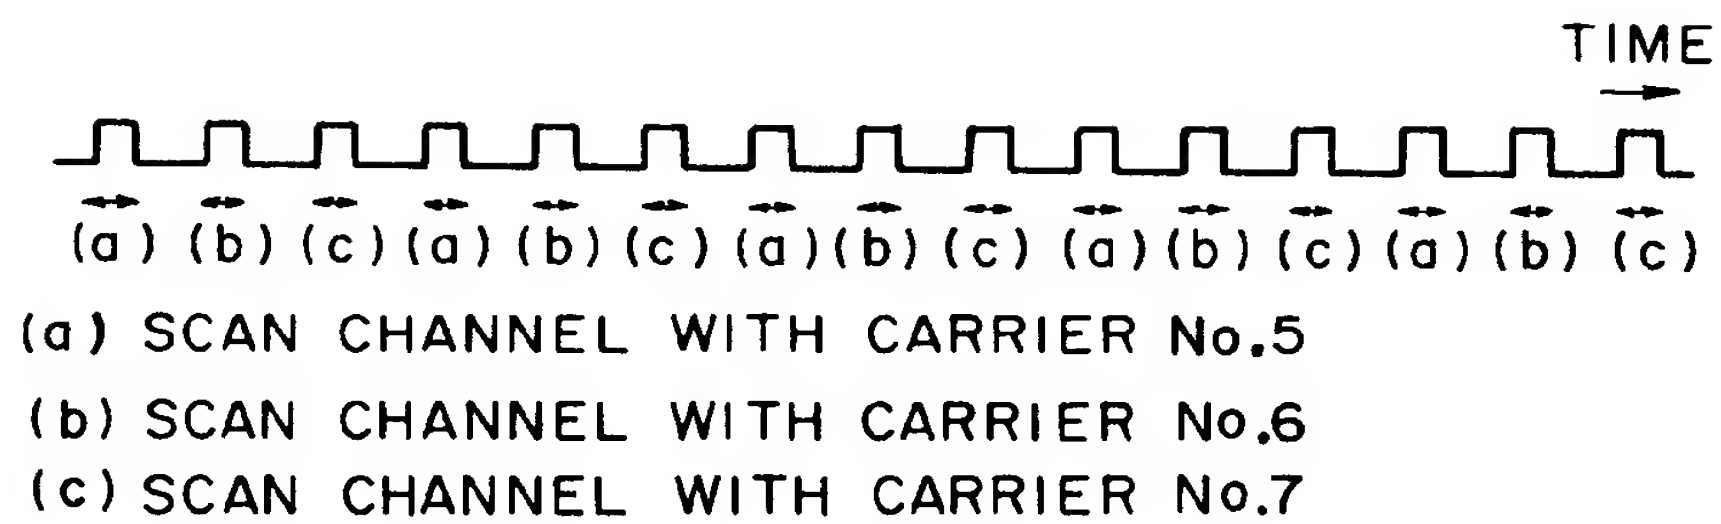 TIME
(a) (b) (c) (a) (b) (c) (a) (b) (c) (a) (b) (c) (a) (b) (c)
(a) SCAN CHANNEL WITH CARRIER No.5
(b) SCAN CHANNEL WITH CARRIER No.6
(c) SCAN CHANNEL WITH CARRIER No.7